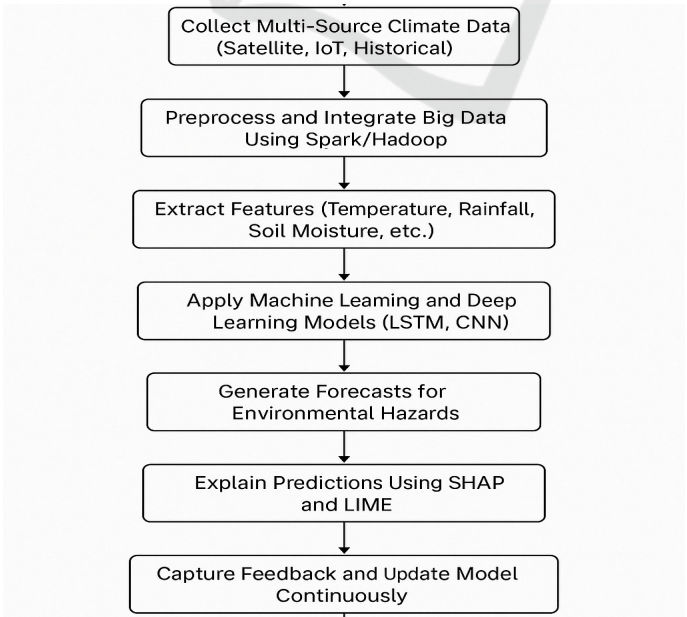 Collect Multi-Source Climate Data
(Satellite, IoT, Historical)
Preprocess and Integrate Big Data
Using Spark/Hadoop
Extract Features (Temperature, Rainfall,
Soil Moisture, etc.)
Apply Machine Leaming and Deep
Learning Models (LSTM, CNN)
Generate Forecasts for
Environmental Hazards
Explain Predictions Using SHAP
and LIME
Capture Feedback and Update Model
Continuously